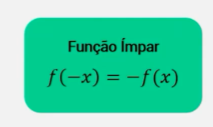 Função Ímpar
f(−x) = −f(x)